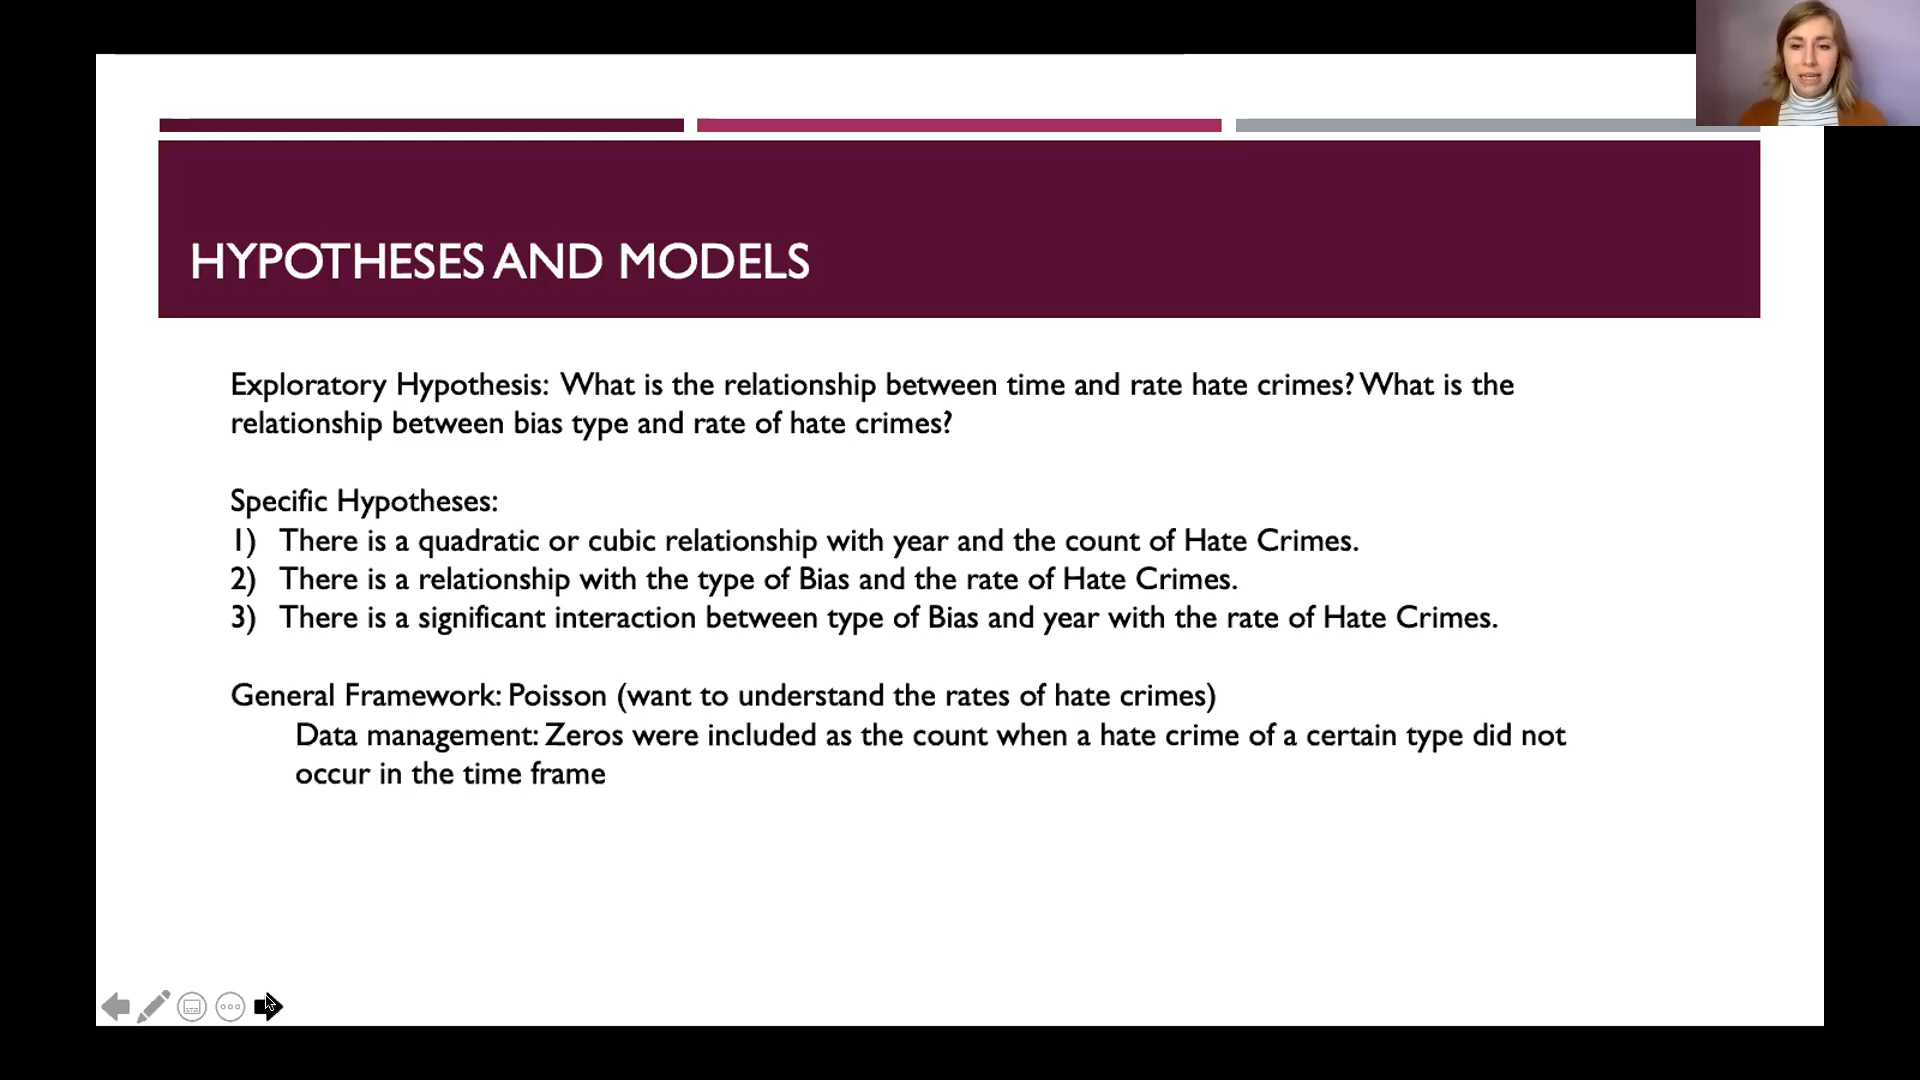 HYPOTHESES AND MODELS
Exploratory Hypothesis: What is the relationship between time and rate hate crimes? What is the
relationship between bias type and rate of hate crimes?
Specific Hypotheses:
1) There is a quadratic or cubic relationship with year and the count of Hate Crimes.
2) There is a relationship with the type of Bias and the rate of Hate Crimes.
3) There is a significant interaction between type of Bias and year with the rate of Hate Crimes.
General Framework: Poisson (want to understand the rates of hate crimes)
Data management: Zeros were included as the count when a hate crime of a certain type did not
occur in the time frame